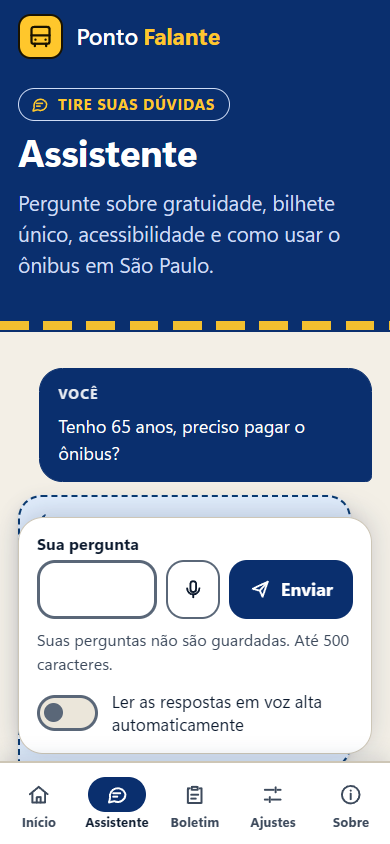 Ponto Falante
TIRE SUAS DÚVIDAS
Assistente
Pergunte sobre gratuidade, bilhete
único, acessibilidade e como usar o
ônibus em São Paulo.
VOCÊ
Tenho 65 anos, preciso pagar o
ônibus?
Sua pergunta
Enviar
Suas perguntas não são guardadas. Até 500
caracteres.
Ler as respostas em voz alta
automaticamente
Início
Assistente
Boletim
Ajustes
Sobre